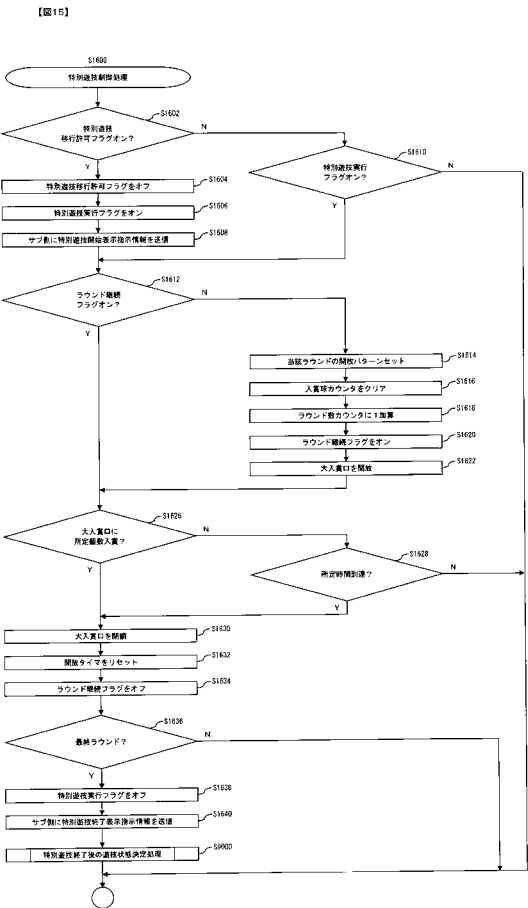 【図15】
S1600
特別遊技制御処理
S1602
特別遊技
移行許可フラグオン？
N
Y
S1610
特別遊技実行
フラグオン？
N
Y
S1604
特別遊技移行許可フラグをオフ
S1606
特別遊技実行フラグをオン
S1608
サブ側に特別遊技開始表示指示情報を送信
S1612
ラウンド継続
フラグオン？
N
Y
S1614
当該ラウンドの開放パターンセット
S1616
入賞球カウンタをクリア
S1618
ラウンド数カウンタに1加算
S1620
ラウンド継続フラグをオン
S1622
大入賞口を開放
S1626
大入賞口に
所定個数入賞？
N
Y
S1628
所定時間到達？
N
Y
S1630
大入賞口を閉鎖
S1632
開放タイマをリセット
S1634
ラウンド継続フラグをオフ
S1636
最終ラウンド？
N
Y
S1638
特別遊技実行フラグをオフ
S1640
サブ側に特別遊技終了表示指示情報を送信
S9000
特別遊技終了後の遊技状態決定処理